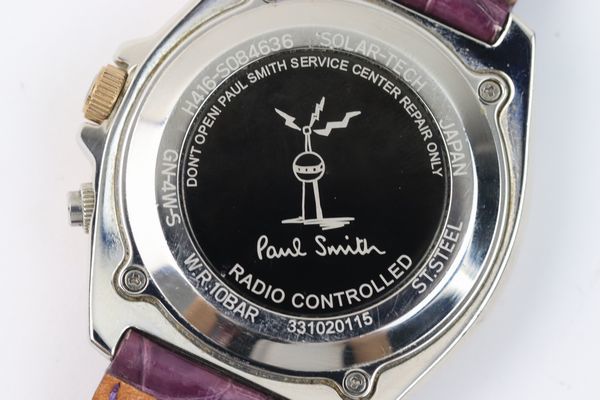 H416-S084636 SOLAR-TECH JAPAN
GN-4W-S W.R.10BAR ST.STEEL
DON'T OPEN! PAUL SMITH SERVICE CENTER REPAIR ONLY
Paul Smith
RADIO CONTROLLED
331020115